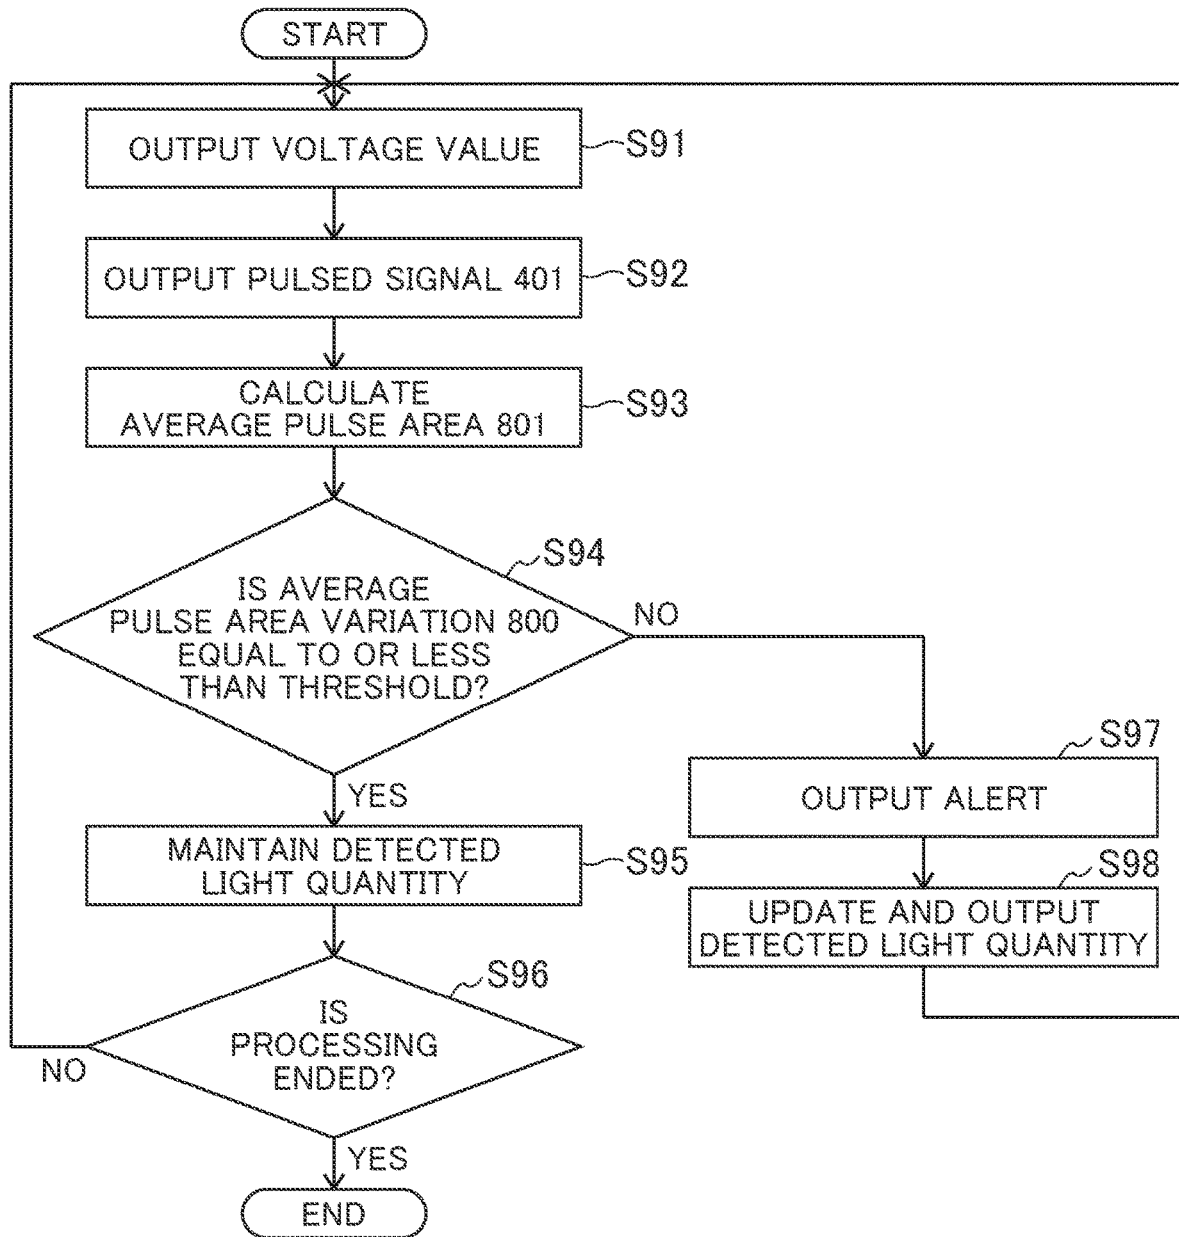 START
OUTPUT VOLTAGE VALUE
S91
OUTPUT PULSED SIGNAL 401
S92
CALCULATE
AVERAGE PULSE AREA 801
S93
S94
IS AVERAGE
PULSE AREA VARIATION 800
EQUAL TO OR LESS
THAN THRESHOLD?
NO
YES
S97
OUTPUT ALERT
MAINTAIN DETECTED
LIGHT QUANTITY
S95
S98
UPDATE AND OUTPUT
DETECTED LIGHT QUANTITY
S96
IS
PROCESSING
ENDED?
NO
YES
END